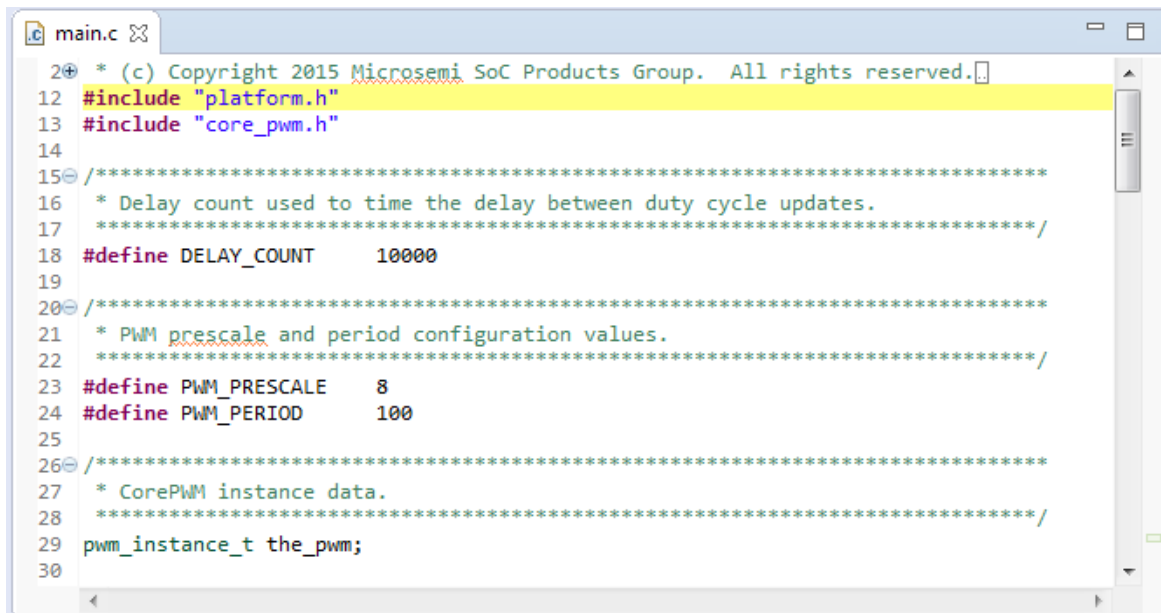 main.c
2 * (c) Copyright 2015 Microsemi SoC Products Group.  All rights reserved...
12 #include "platform.h"
13 #include "core_pwm.h"
14
15 /******************************************************************************
16  * Delay count used to time the delay between duty cycle updates.
17  *****************************************************************************/
18 #define DELAY_COUNT     10000
19
20 /******************************************************************************
21  * PWM prescale and period configuration values.
22  *****************************************************************************/
23 #define PWM_PRESCALE    8
24 #define PWM_PERIOD      100
25
26 /******************************************************************************
27  * CorePWM instance data.
28  *****************************************************************************/
29 pwm_instance_t the_pwm;
30